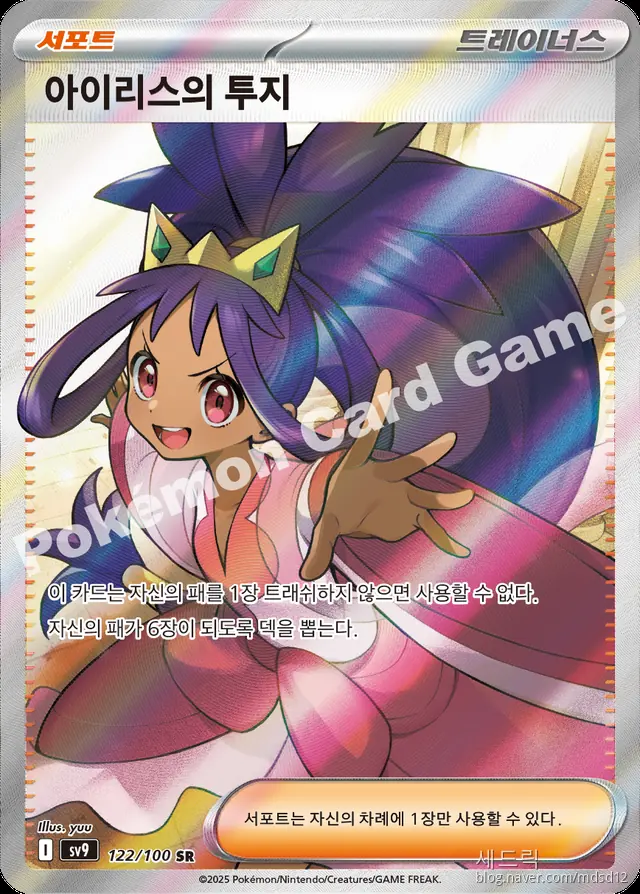 서포트 트레이너스
아이리스의 투지
Pokémon Card Game
이 카드는 자신의 패를 1장 트래쉬하지 않으면 사용할 수 없다.
자신의 패가 6장이 되도록 덱을 뽑는다.
서포트는 자신의 차례에 1장만 사용할 수 있다.
Illus. yuu
I sv9 122/100 SR
©2025 Pokémon/Nintendo/Creatures/GAME FREAK.
세드릭
blog.naver.com/mdsd12